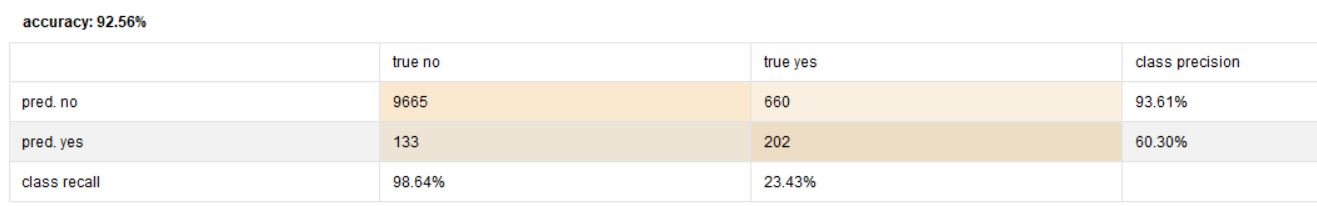 accuracy: 92.56%
true no true yes class precision
pred. no 9665 660 93.61%
pred. yes 133 202 60.30%
class recall 98.64% 23.43%